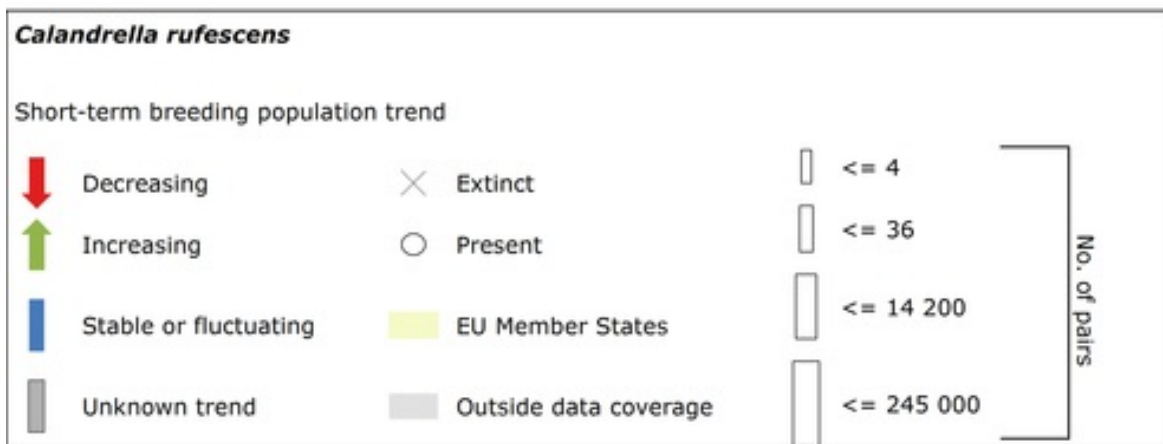 Calandrella rufescens
Short-term breeding population trend
Decreasing
Extinct
<= 4
Increasing
Present
<= 36
Stable or fluctuating
EU Member States
<= 14 200
Unknown trend
Outside data coverage
<= 245 000
No. of pairs